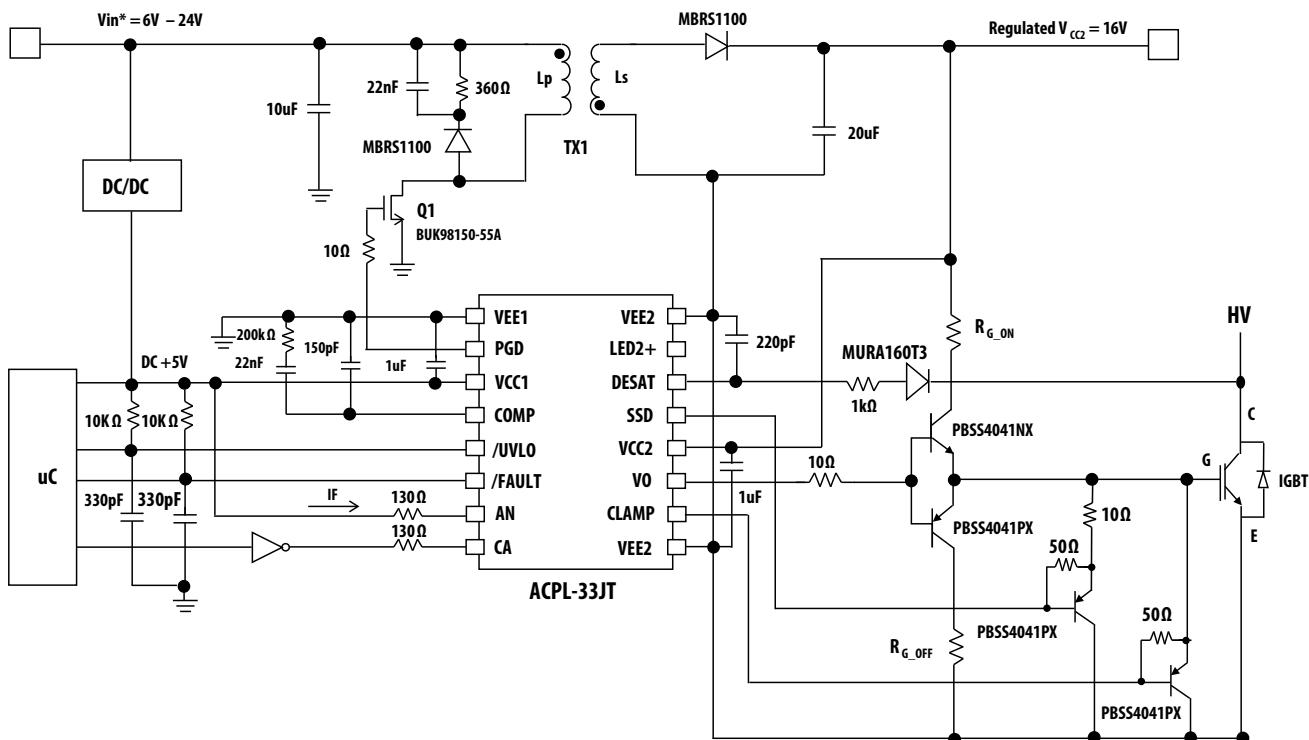 Vin* = 6V – 24V
MBRS1100
Regulated VCC2 = 16V
22nF
360Ω
Lp
Ls
10uF
20uF
MBRS1100
TX1
DC/DC
Q1
BUK98150-55A
10Ω
VEE1
VEE2
RG_ON
HV
200kΩ
150pF
220pF
PGD
LED2+
MURA160T3
22nF
1uF
DC +5V
VCC1
DESAT
1kΩ
C
10KΩ
10KΩ
COMP
SSD
PBSS4041NX
/UVLO
VCC2
G
uC
10Ω
IGBT
/FAULT
VO
1uF
330pF
330pF
IF
130Ω
AN
CLAMP
PBSS4041PX
10Ω
E
130Ω
CA
VEE2
50Ω
ACPL-33JT
50Ω
PBSS4041PX
RG_OFF
PBSS4041PX